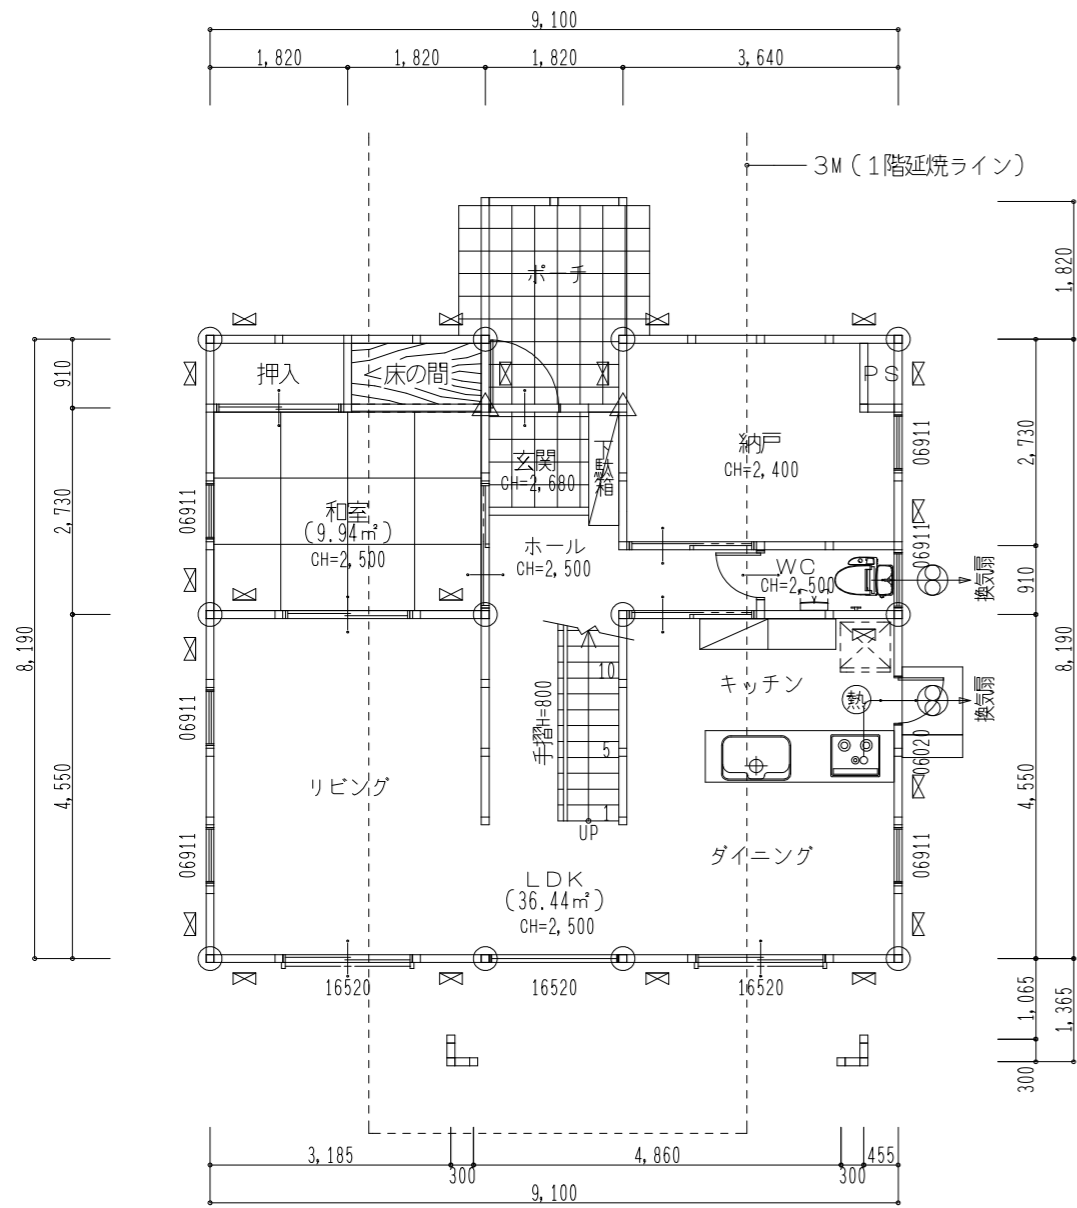 9,100
1,820
1,820
1,820
3,640
3M(1階延焼ライン)
1,820
ポーチ
910
押入
床の間
PS
06911
2,730
納戸
CH=2,400
下駄箱
玄関
CH=2,680
2,730
06911
和室
(9.94㎡)
CH=2,500
ホール
CH=2,500
WC
CH=2,500
06911
910
換気扇
8,190
8,190
10
キッチン
熱
換気扇
手摺H=800
06911
5
06020
4,550
4,550
リビング
1
UP
ダイニング
06911
06911
LDK
(36.44㎡)
CH=2,500
16520
16520
16520
1,065
1,365
300
3,185
300
4,860
300
455
9,100